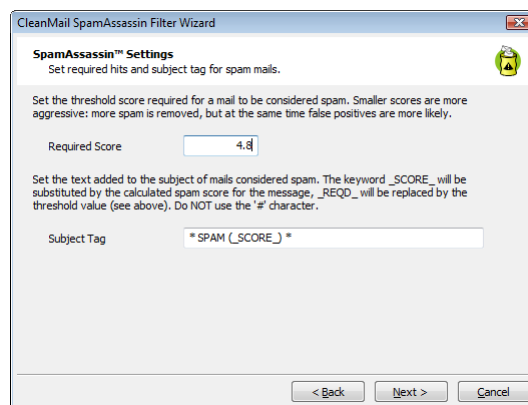 CleanMail SpamAssassin Filter Wizard
SpamAssassin™ Settings
Set required hits and subject tag for spam mails.
Set the threshold score required for a mail to be considered spam. Smaller scores are more
aggressive: more spam is removed, but at the same time false positives are more likely.
Required Score 4.8
Set the text added to the subject of mails considered spam. The keyword _SCORE_ will be
substituted by the calculated spam score for the message, _REQD_ will be replaced by the
threshold value (see above). Do NOT use the '#' character.
Subject Tag * SPAM (_SCORE_) *
< Back Next > Cancel